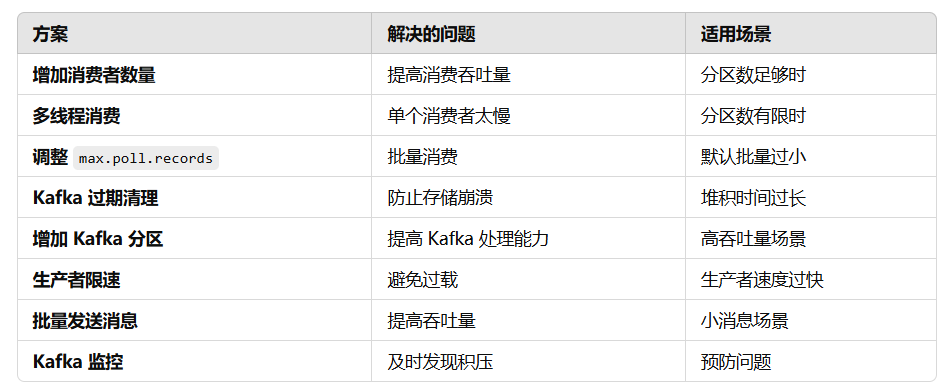 方案 解决的问题 适用场景
增加消费者数量 提高消费吞吐量 分区数足够时
多线程消费 单个消费者太慢 分区数有限时
调整 max.poll.records 批量消费 默认批量过小
Kafka 过期清理 防止存储崩溃 堆积时间过长
增加 Kafka 分区 提高 Kafka 处理能力 高吞吐量场景
生产者限速 避免过载 生产者速度过快
批量发送消息 提高吞吐量 小消息场景
Kafka 监控 及时发现积压 预防问题